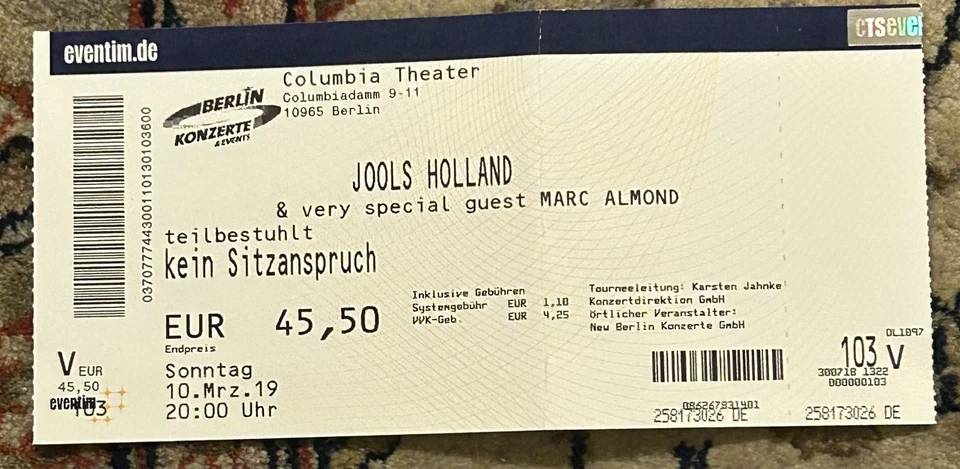 eventim.de
CTSeve
BERLIN
KONZERTE
& EVENTS
Columbia Theater
Columbiadamm 9-11
10965 Berlin
JOOLS HOLLAND
& very special guest MARC ALMOND
teilbestuhlt
kein Sitzanspruch
EUR 45,50
Endpreis
Inklusive Gebühren
Systemgebühr EUR 1,10
VVK-Geb. EUR 4,25
Tourneeleitung: Karsten Jahnke
Konzertdirektion GmbH
örtlicher Veranstalter:
New Berlin Konzerte GmbH
Sonntag
10.Mrz.19
20:00 Uhr
V EUR
45,50
eventim
103
086267831401
258173026 DE
DL1897
103 V
300718 1322
000000103
258173026 DE